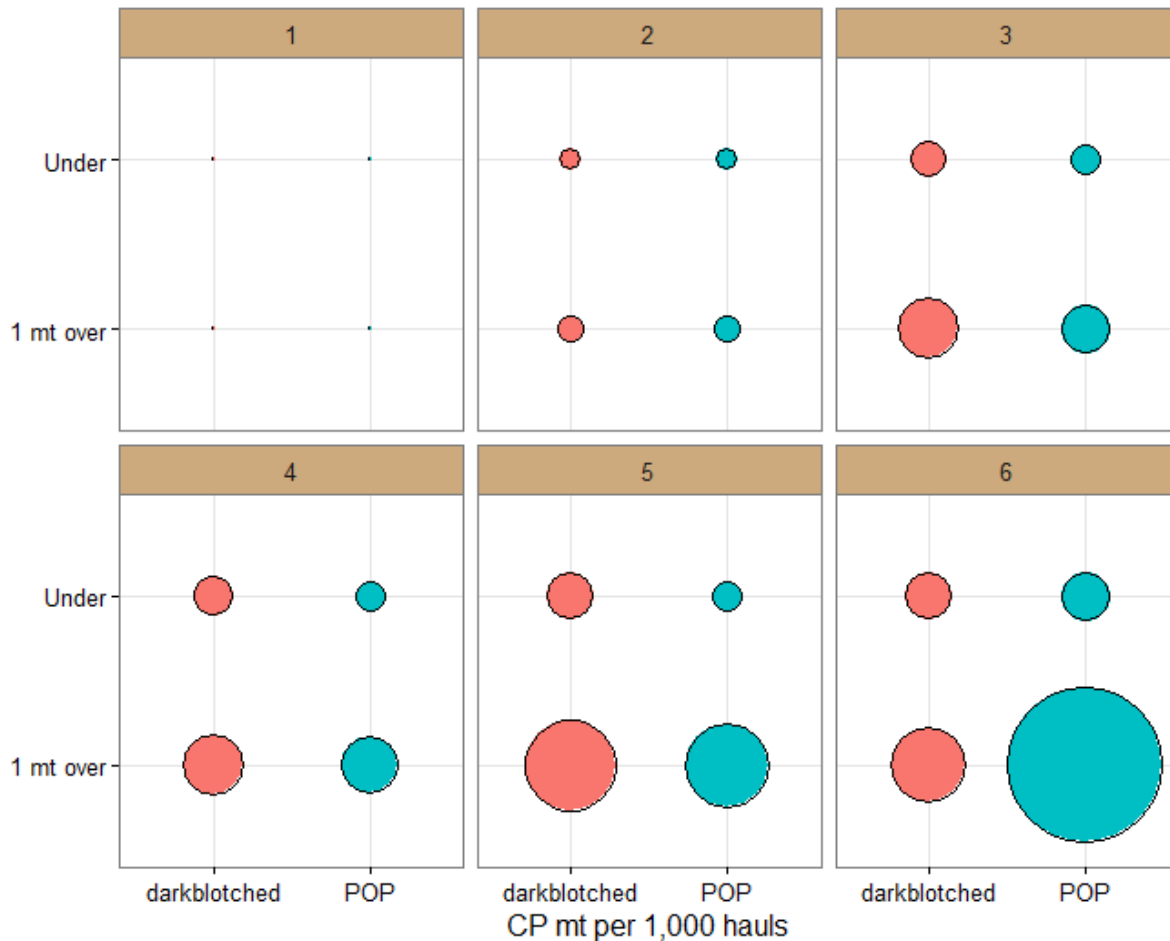 1 2 3
Under
1 mt over
4 5 6
Under
1 mt over
darkblotched POP darkblotched POP darkblotched POP
CP mt per 1,000 hauls